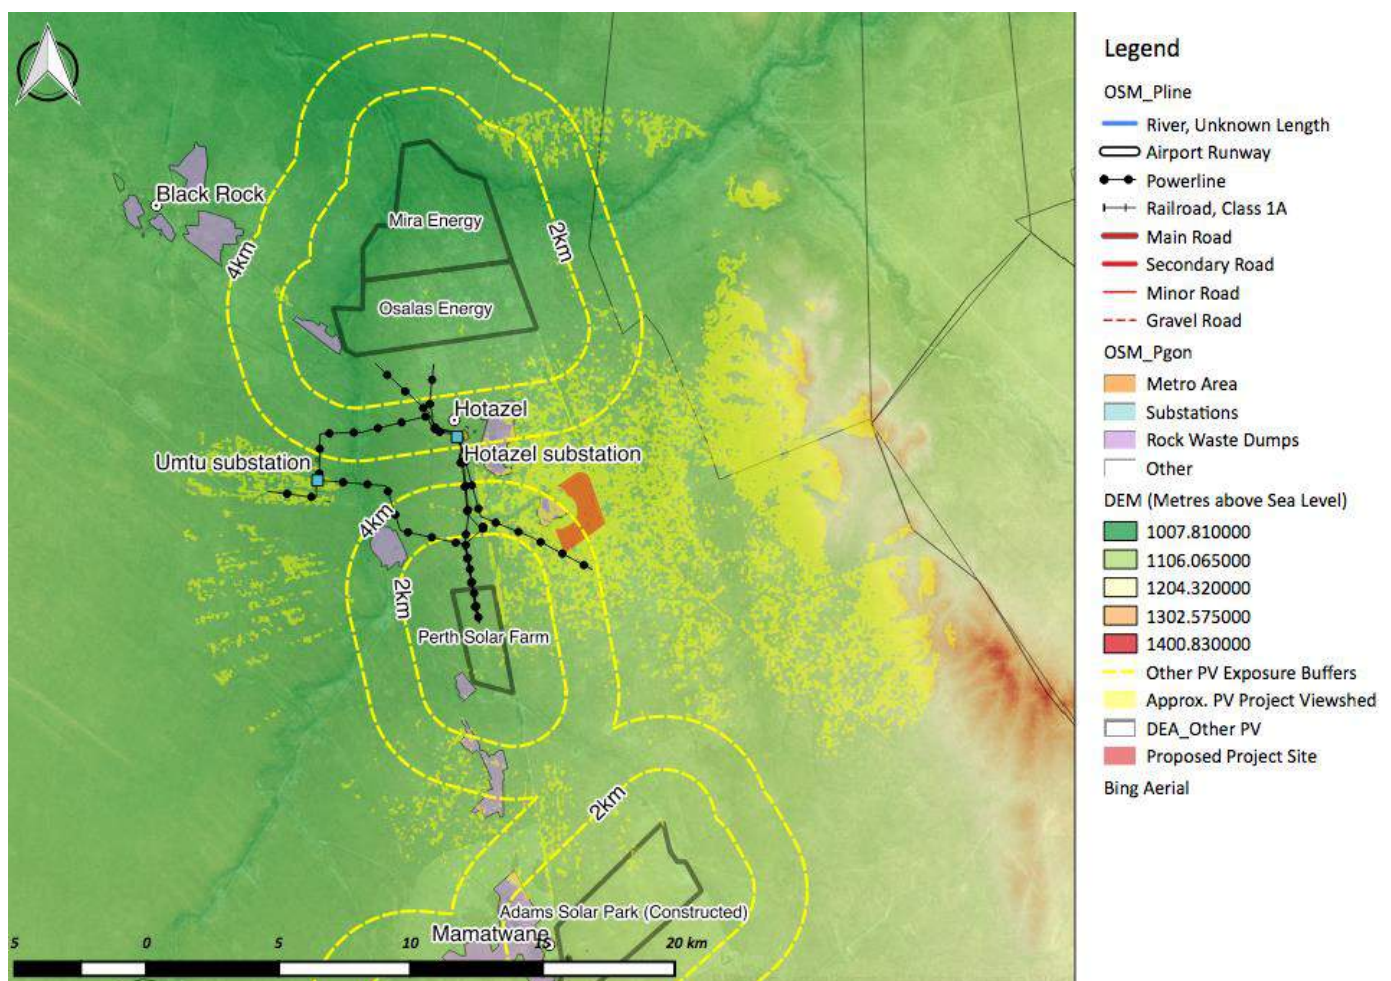 Black Rock
Mira Energy
2km
4km
Osalas Energy
Hotazel
Hotazel substation
Umtu substation
4km
2km
Perth Solar Farm
2km
Adams Solar Park (Constructed)
Mamatwane
5 0 5 10 15 20 km
Legend
OSM_Pline
River, Unknown Length
Airport Runway
Powerline
Railroad, Class 1A
Main Road
Secondary Road
Minor Road
Gravel Road
OSM_Pgon
Metro Area
Substations
Rock Waste Dumps
Other
DEM (Metres above Sea Level)
1007.810000
1106.065000
1204.320000
1302.575000
1400.830000
Other PV Exposure Buffers
Approx. PV Project Viewshed
DEA_Other PV
Proposed Project Site
Bing Aerial